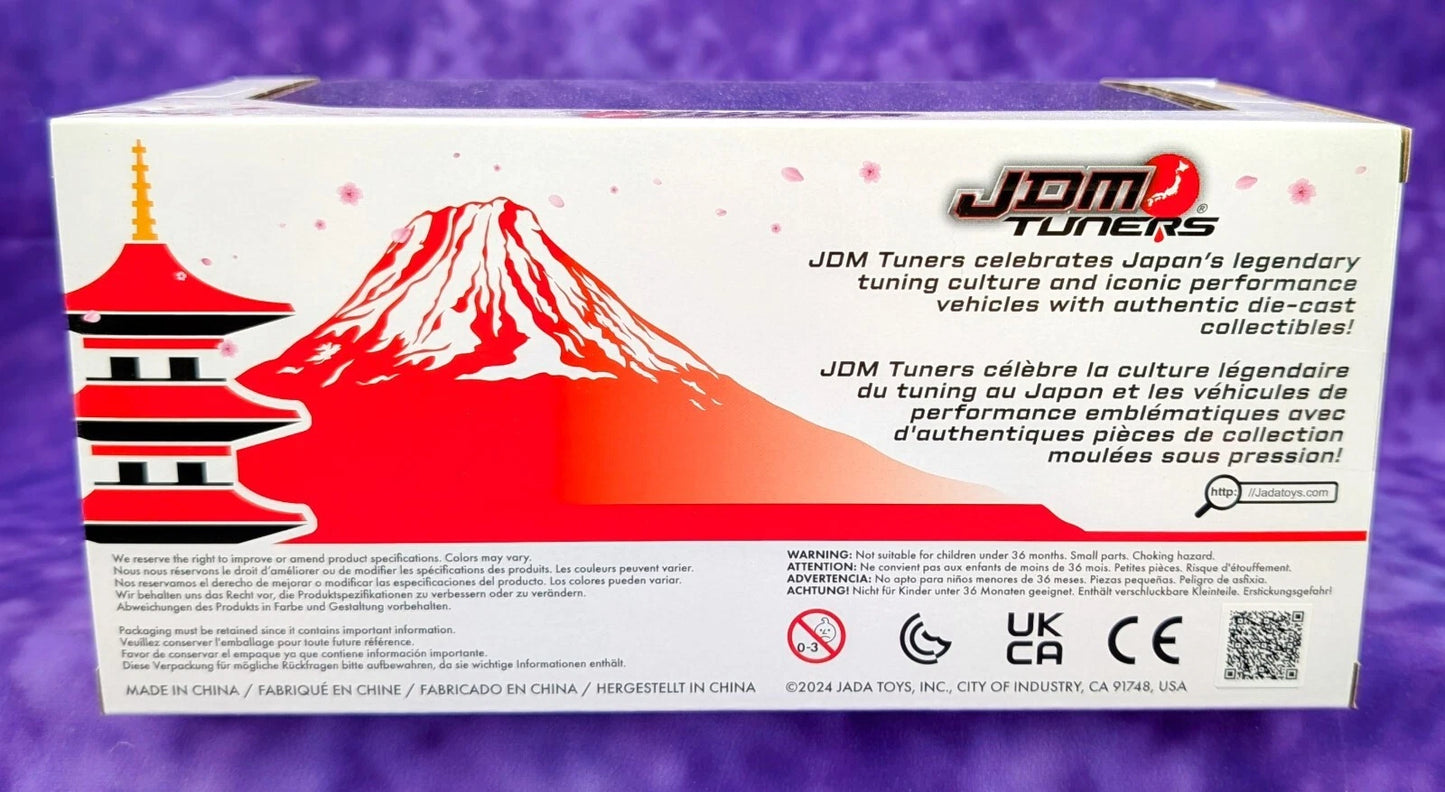 JDM
TUNERS®
JDM Tuners celebrates Japan's legendary
tuning culture and iconic performance
vehicles with authentic die-cast
collectibles!
JDM Tuners célèbre la culture légendaire
du tuning au Japon et les véhicules de
performance emblématiques avec
d'authentiques pièces de collection
moulées sous pression!
http: //Jadatoys.com
We reserve the right to improve or amend product specifications. Colors may vary.
Nous nous réservons le droit d'améliorer ou de modifier les spécifications des produits. Les couleurs peuvent varier.
Nos reservamos el derecho de mejorar o modificar las especificaciones del producto. Los colores pueden variar.
Wir behalten uns das Recht vor, die Produktspezifikationen zu verbessern oder zu verändern.
Abweichungen des Produkts in Farbe und Gestaltung vorbehalten.
Packaging must be retained since it contains important information.
Veuillez conserver l'emballage pour toute future référence.
Favor de conservar el empaque ya que contiene información importante.
Diese Verpackung für mögliche Rückfragen bitte aufbewahren, da sie wichtige Informationen enthält.
MADE IN CHINA / FABRIQUÉ EN CHINE / FABRICADO EN CHINA / HERGESTELLT IN CHINA
WARNING: Not suitable for children under 36 months. Small parts. Choking hazard.
ATTENTION: Ne convient pas aux enfants de moins de 36 mois. Petites pièces. Risque d'étouffement.
ADVERTENCIA: No apto para niños menores de 36 meses. Piezas pequeñas. Peligro de asfixia.
ACHTUNG! Nicht für Kinder unter 36 Monaten geeignet. Enthält verschluckbare Kleinteile. Erstickungsgefahr!
0-3
UK
CA
CE
©2024 JADA TOYS, INC., CITY OF INDUSTRY, CA 91748, USA